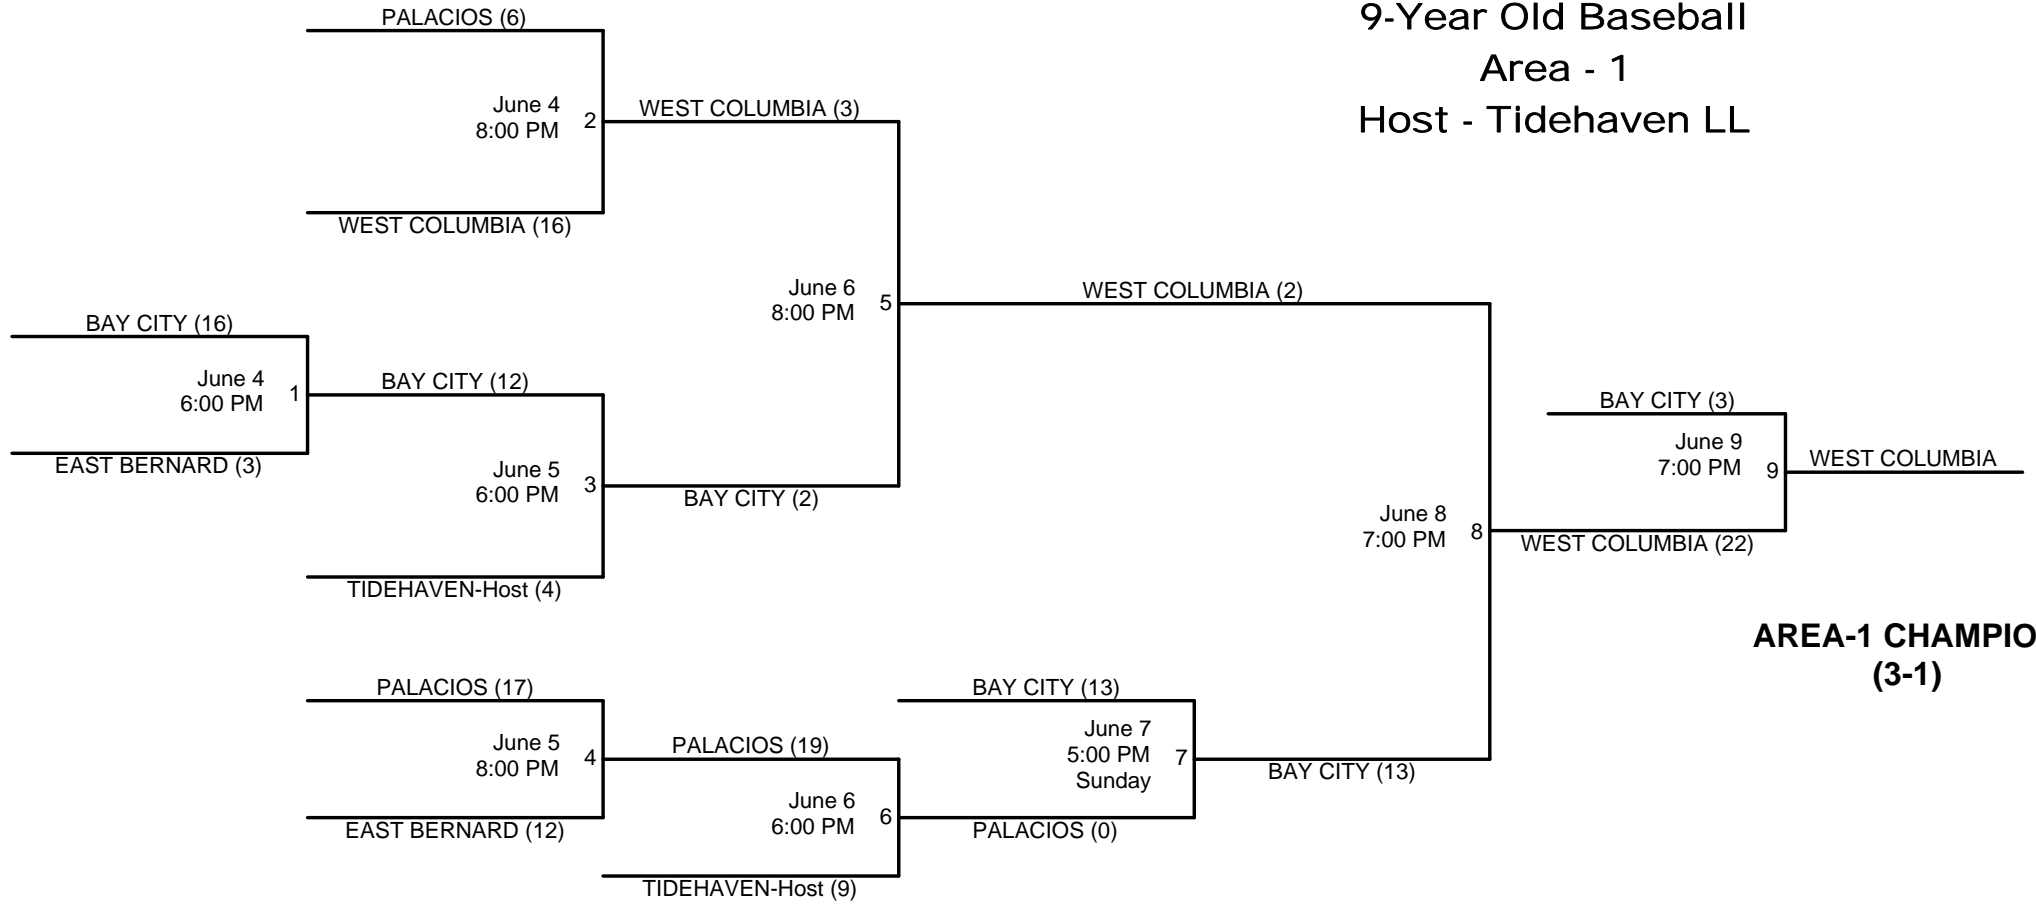 9-Year Old Baseball
Area - 1
Host - Tidehaven LL
PALACIOS (6)
June 4
8:00 PM
2
WEST COLUMBIA (16)
WEST COLUMBIA (3)
June 6
8:00 PM
5
BAY CITY (16)
June 4
6:00 PM
1
EAST BERNARD (3)
BAY CITY (12)
June 5
6:00 PM
3
TIDEHAVEN-Host (4)
BAY CITY (2)
WEST COLUMBIA (2)
June 8
7:00 PM
8
BAY CITY (3)
June 9
7:00 PM
9
WEST COLUMBIA
WEST COLUMBIA (22)
AREA-1 CHAMPIO
(3-1)
PALACIOS (17)
June 5
8:00 PM
4
EAST BERNARD (12)
PALACIOS (19)
June 6
6:00 PM
6
TIDEHAVEN-Host (9)
BAY CITY (13)
June 7
5:00 PM
Sunday
7
PALACIOS (0)
BAY CITY (13)